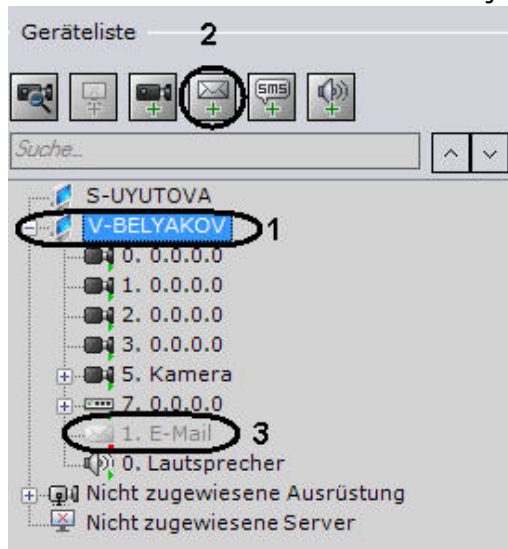 Geräteliste 2
sms
Suche...
S-UYUTOVA
V-BELYAKOV 1
0. 0.0.0.0
1. 0.0.0.0
2. 0.0.0.0
3. 0.0.0.0
5. Kamera
7. 0.0.0.0
1. E-Mail 3
0. Lautsprecher
Nicht zugewiesene Ausrüstung
Nicht zugewiesene Server